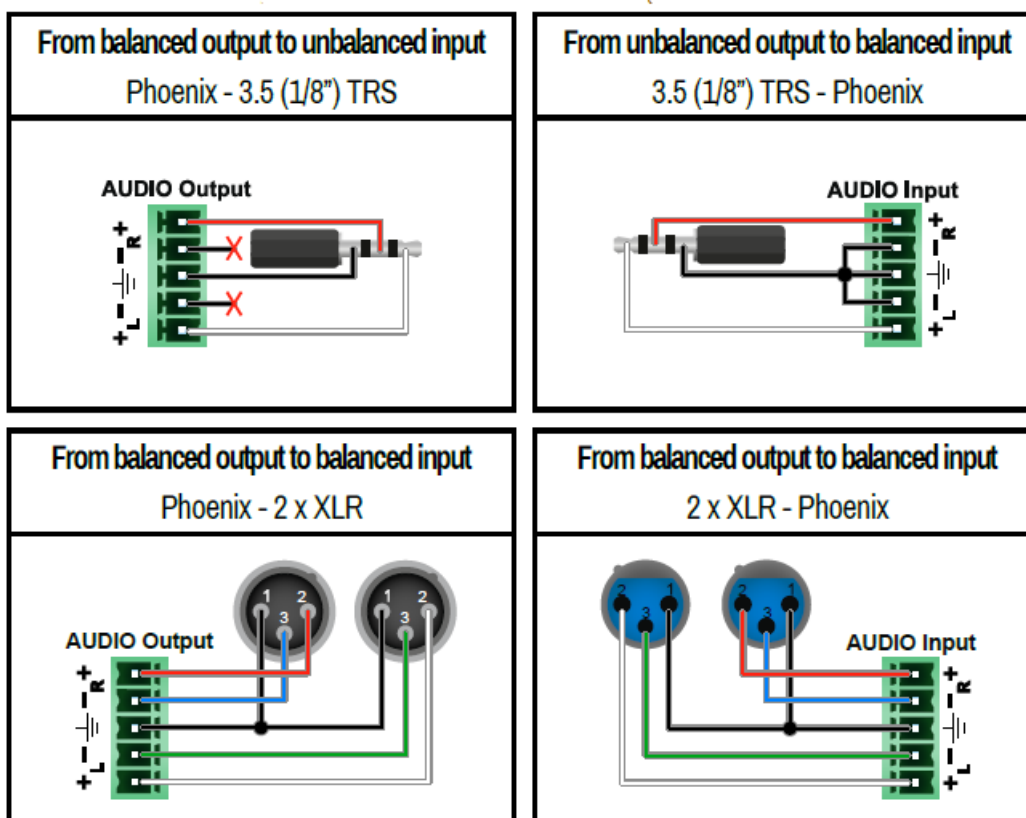 From balanced output to unbalanced input
Phoenix - 3.5 (1/8”) TRS
AUDIO Output
+
R
−
−
L
+
From unbalanced output to balanced input
3.5 (1/8”) TRS - Phoenix
AUDIO Input
+
R
−
−
L
+
From balanced output to balanced input
Phoenix - 2 x XLR
1 2
3
1 2
3
AUDIO Output
+
R
−
−
L
+
From balanced output to balanced input
2 x XLR - Phoenix
2 1
3
2 1
3
AUDIO Input
+
R
−
−
L
+